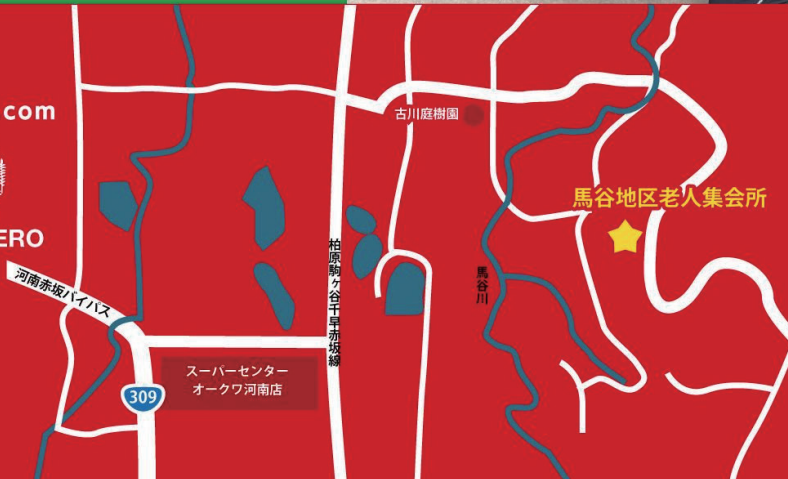 com
古川庭樹園
馬谷地区老人集会所
ERO
柏原駒ヶ谷千早赤坂線
馬谷川
河南赤坂バイパス
スーパーセンター
オークワ河南店
309